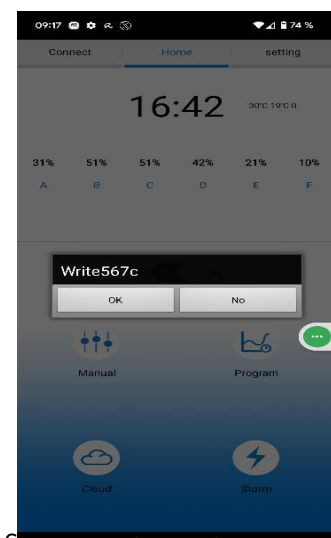 09:17 74 %
Connect Home setting
16:42 30°C 19°C 0
31% 51% 51% 42% 21% 10%
A B C D E F
Write567c
OK No
Manual Program
Cloud Storm